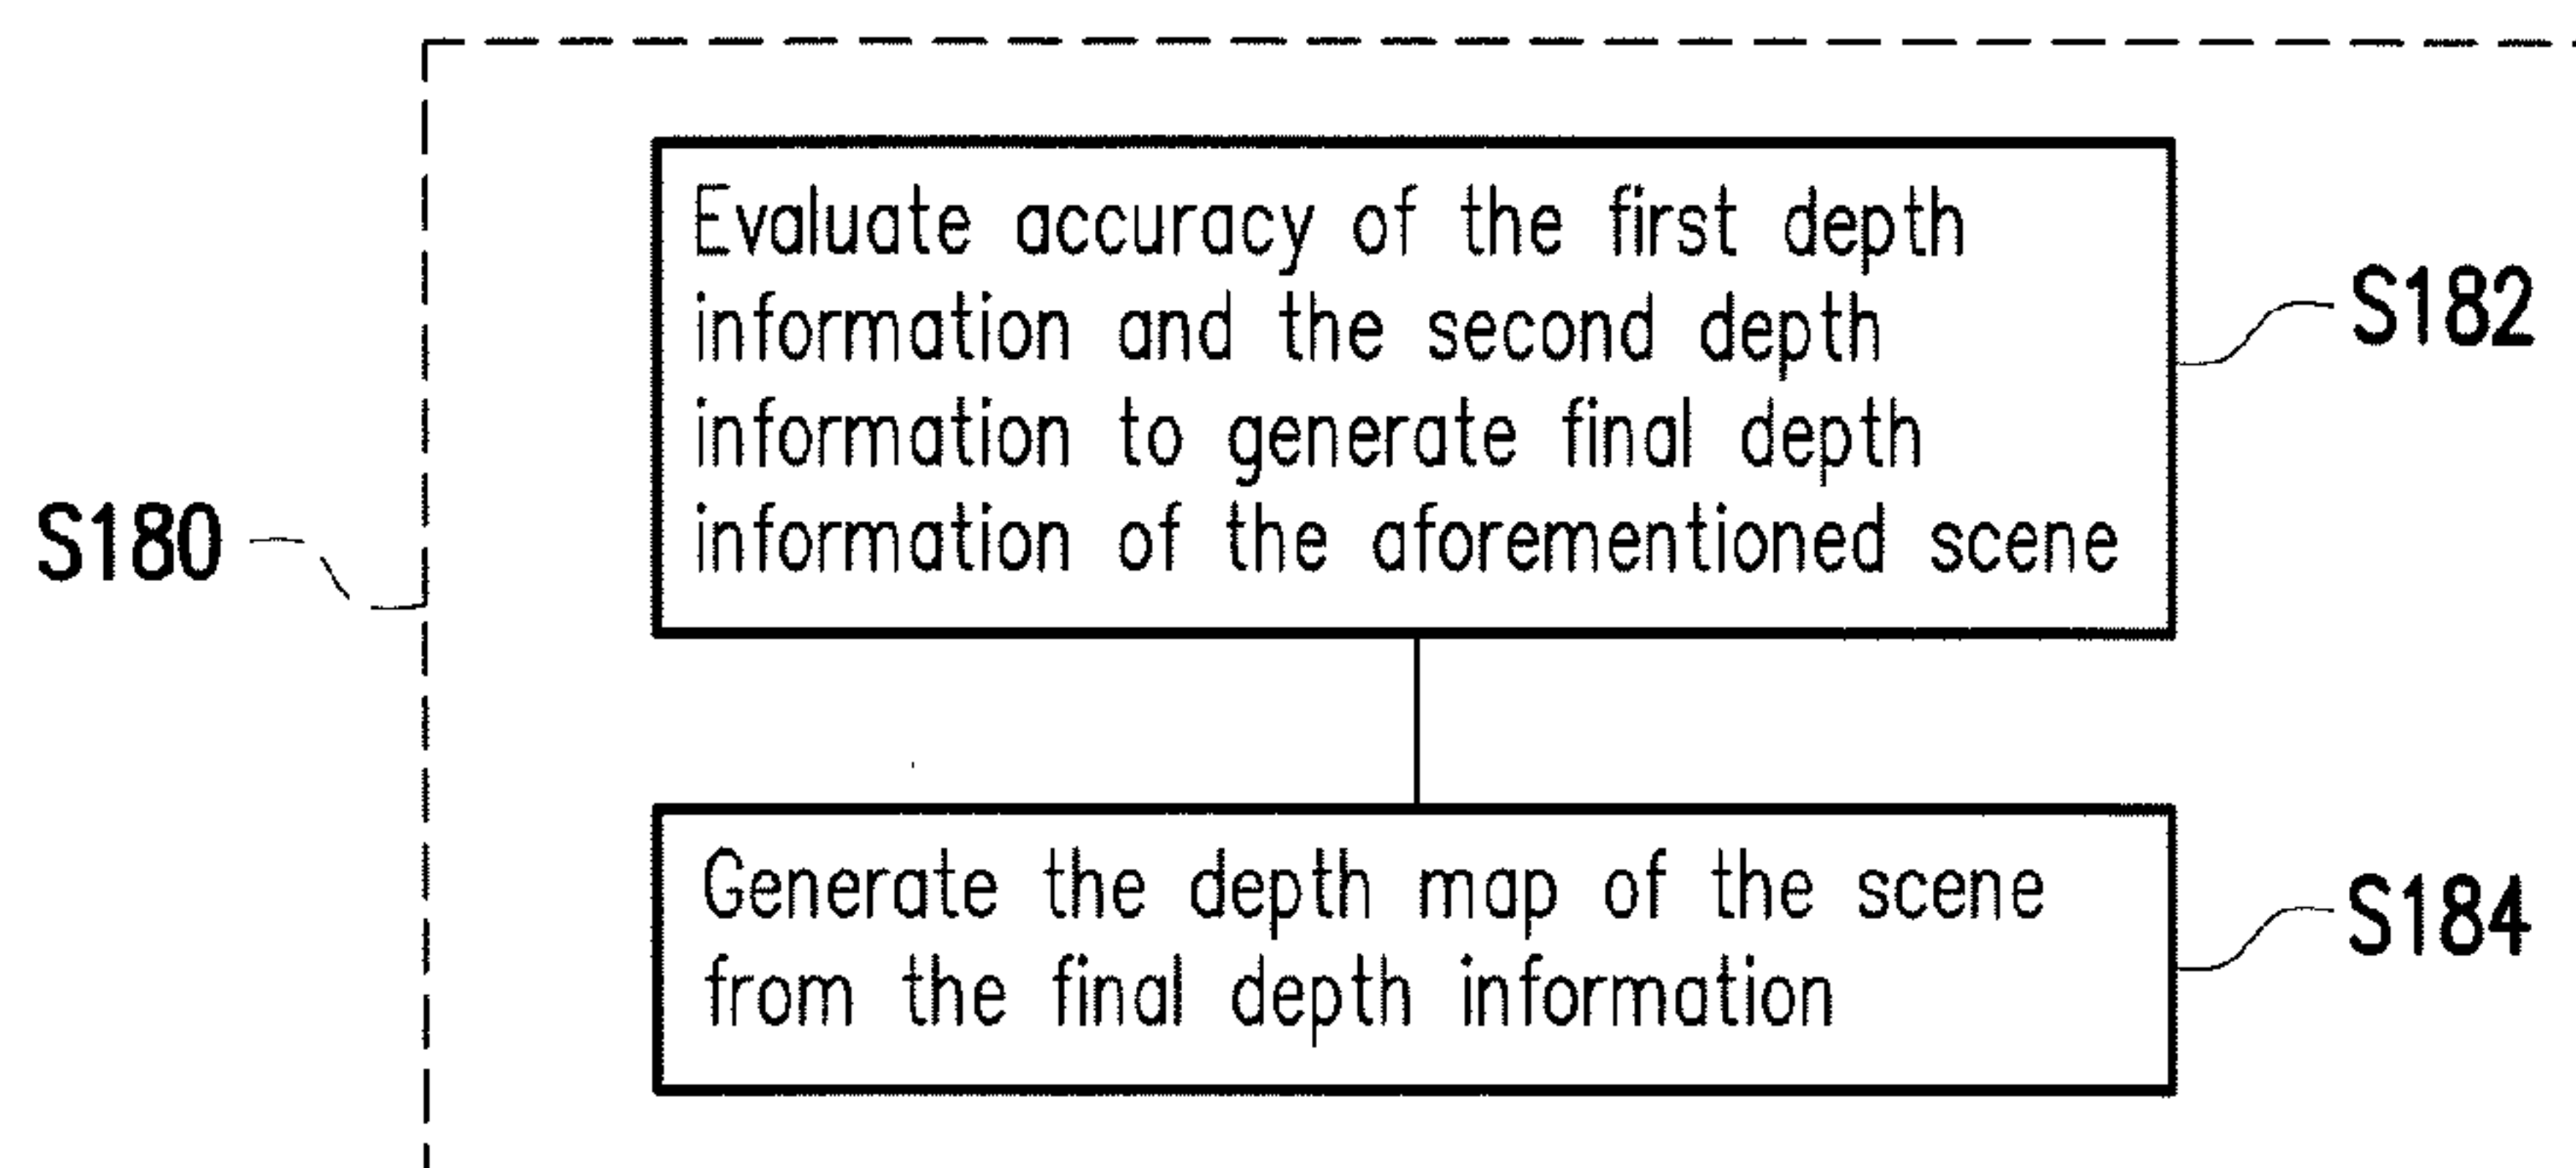 Evaluate accuracy of the first depth
information and the second depth
information to generate final depth
information of the aforementioned scene
S182
S180
Generate the depth map of the scene
from the final depth information
S184